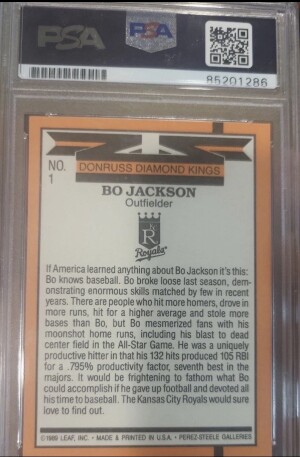 PSA PSA
85201286
NO.
1
DONRUSS DIAMOND KINGS
BO JACKSON
Outfielder
R
Royals
If America learned anything about Bo Jackson it's this:
Bo knows baseball. Bo broke loose last season, dem-
onstrating enormous skills matched by few in recent
years. There are people who hit more homers, drove in
more runs, hit for a higher average and stole more
bases than Bo, but Bo mesmerized fans with his
moonshot home runs, including his blast to dead
center field in the All-Star Game. He was a uniquely
productive hitter in that his 132 hits produced 105 RBI
for a .795% productivity factor, seventh best in the
majors. It would be frightening to fathom what Bo
could accomplish if he gave up football and devoted all
his time to baseball. The Kansas City Royals would sure
love to find out.
©1989 LEAF, INC. • MADE & PRINTED IN U.S.A. • PEREZ-STEELE GALLERIES